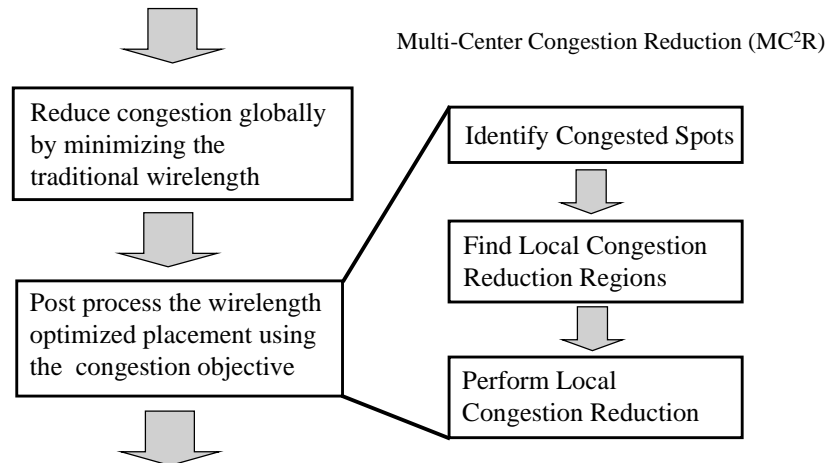 Multi-Center Congestion Reduction (MC²R)
Reduce congestion globally
by minimizing the
traditional wirelength
Post process the wirelength
optimized placement using
the congestion objective
Identify Congested Spots
Find Local Congestion
Reduction Regions
Perform Local
Congestion Reduction